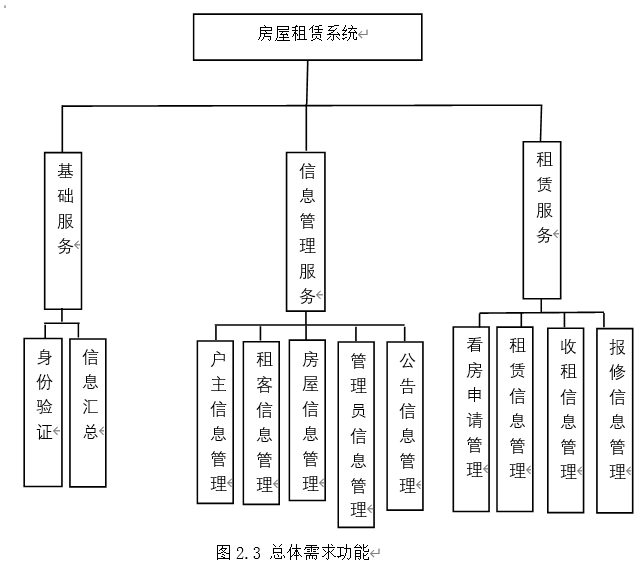 房屋租赁系统
基础服务
信息管理服务
租赁服务
身份验证
信息汇总
户主信息管理
租客信息管理
房屋信息管理
管理员信息管理
公告信息管理
看房申请管理
租赁信息管理
收租信息管理
报修信息管理
图 2.3 总体需求功能